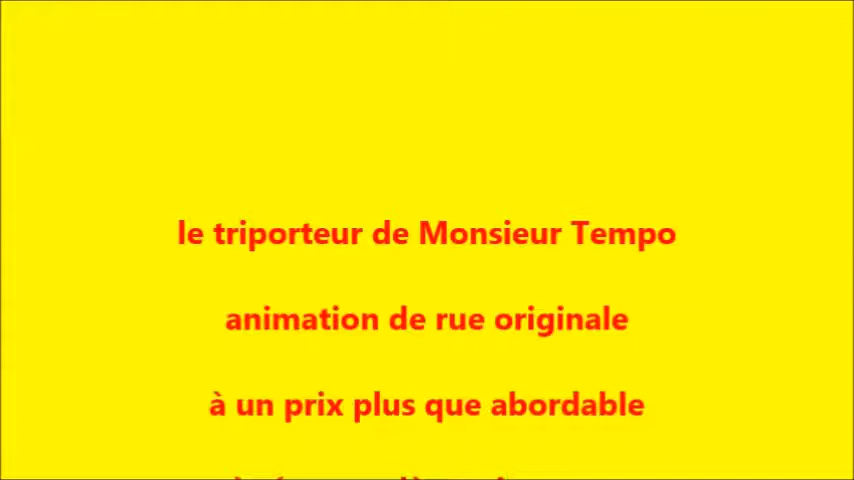 le triporteur de Monsieur Tempo
animation de rue originale
à un prix plus que abordable